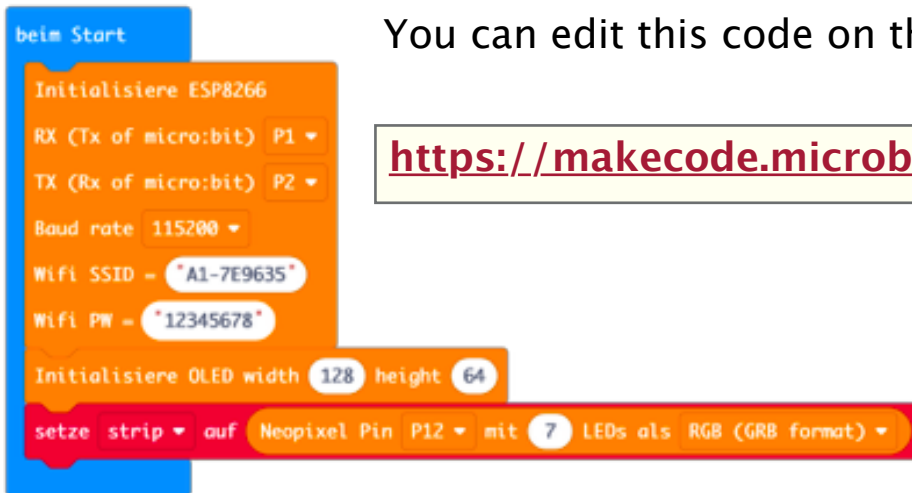 beim Start
You can edit this code on th
Initialisiere ESP8266
RX (Tx of micro:bit) P1
https://makecode.microb
TX (Rx of micro:bit) P2
Baud rate 115200
Wifi SSID = "A1-7E9635"
Wifi PW = "12345678"
Initialisiere OLED width 128 height 64
setze strip auf Neopixel Pin P12 mit 7 LEDs als RGB (GRB format)